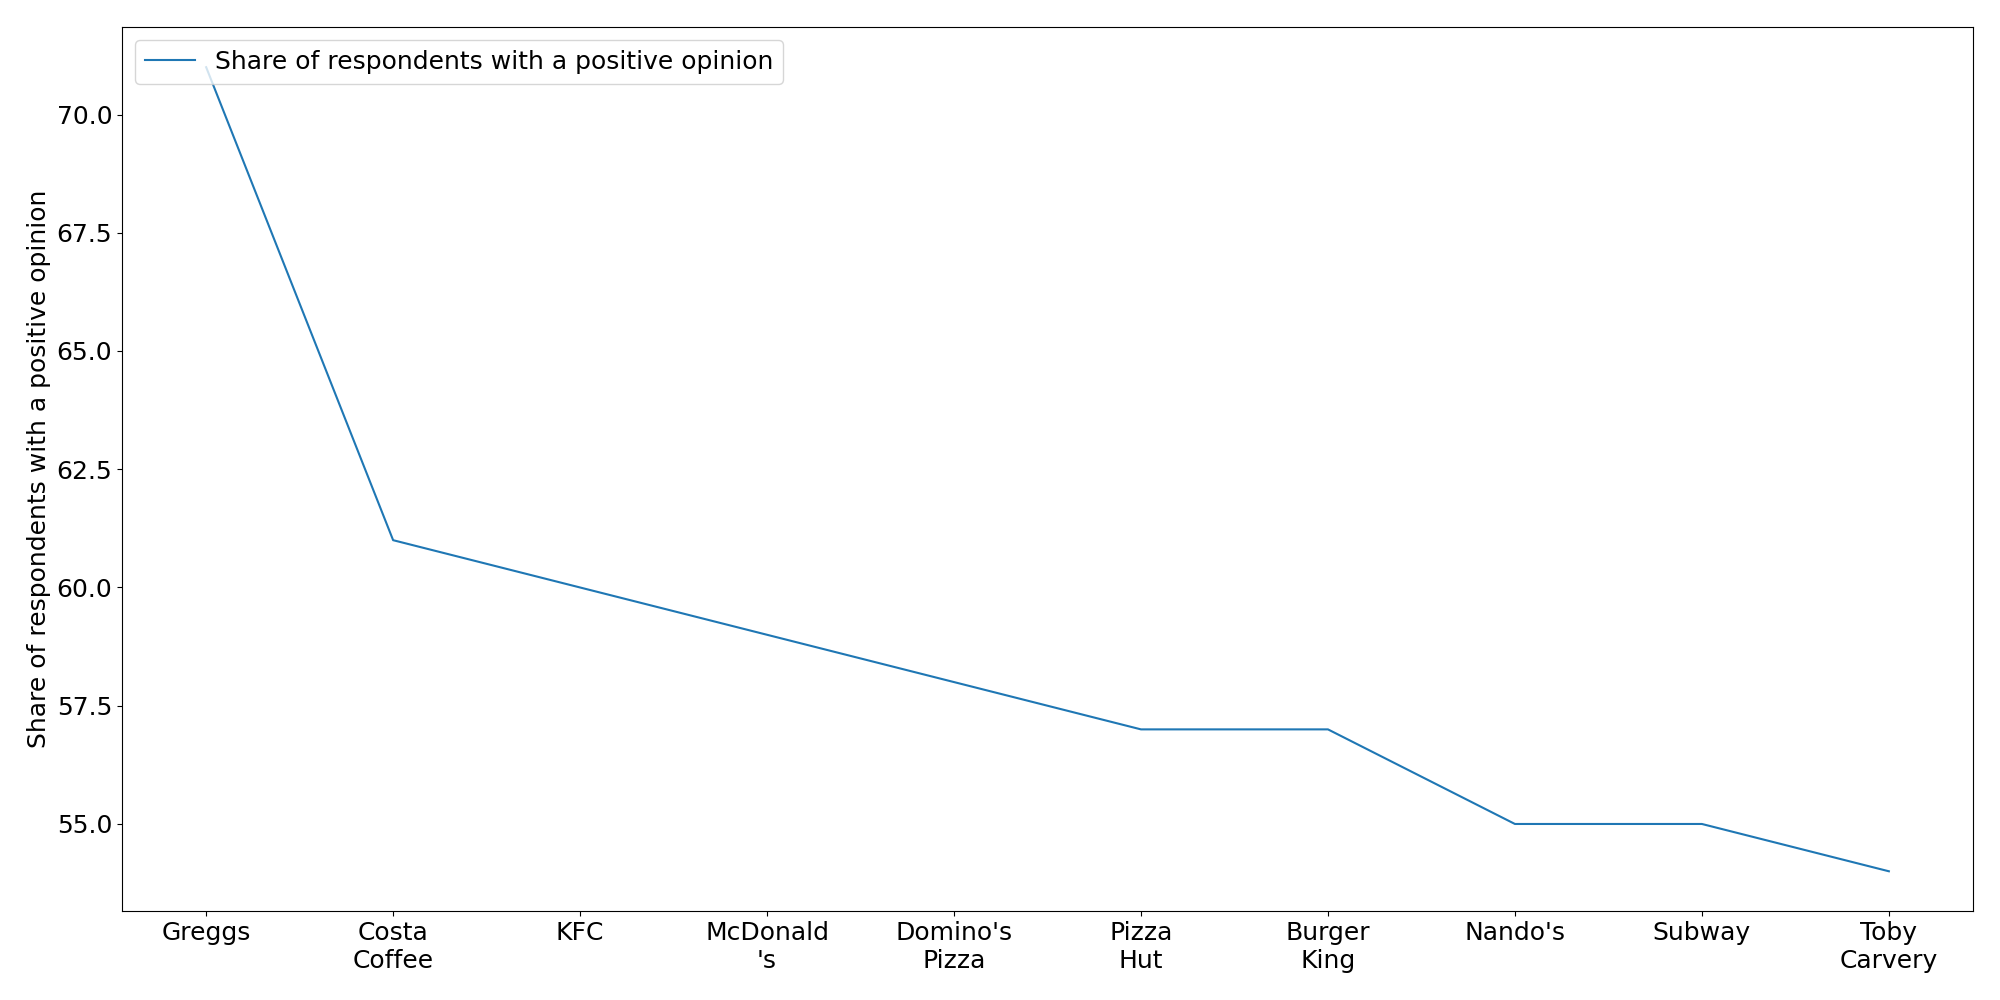 Share of respondents with a positive opinion
Share of respondents with a positive opinion
70.0
67.5
65.0
62.5
60.0
57.5
55.0
Greggs
Costa
Coffee
KFC
McDonald
's
Domino's
Pizza
Pizza
Hut
Burger
King
Nando's
Subway
Toby
Carvery